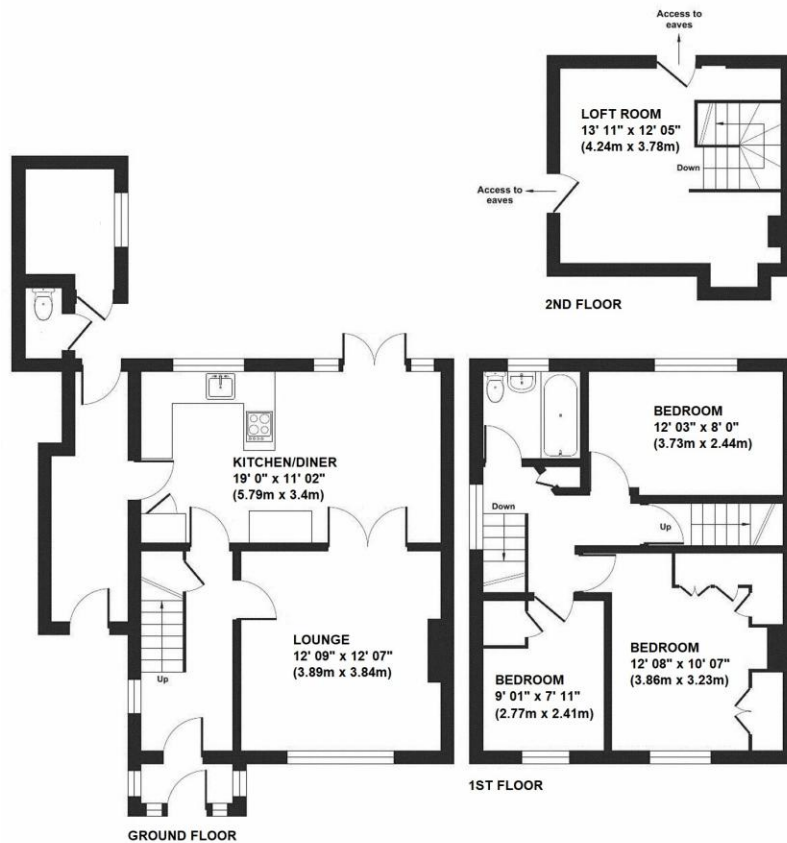 Access to
eaves
LOFT ROOM
13' 11" x 12' 05"
(4.24m x 3.78m)
Down
Access to
eaves
2ND FLOOR
KITCHEN/DINER
19' 0" x 11' 02"
(5.79m x 3.4m)
LOUNGE
12' 09" x 12' 07"
(3.89m x 3.84m)
Up
GROUND FLOOR
BEDROOM
12' 03" x 8' 0"
(3.73m x 2.44m)
Down
Up
BEDROOM
12' 08" x 10' 07"
(3.86m x 3.23m)
BEDROOM
9' 01" x 7' 11"
(2.77m x 2.41m)
1ST FLOOR